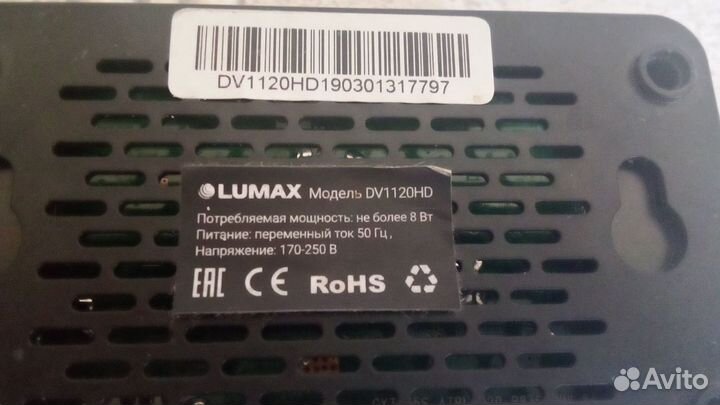 DV1120HD190301317797
LUMAX Модель DV1120HD
Потребляемая мощность: не более 8 Вт
Питание: переменный ток 50 Гц,
Напряжение: 170-250 В
EAC CE RoHS
Avito